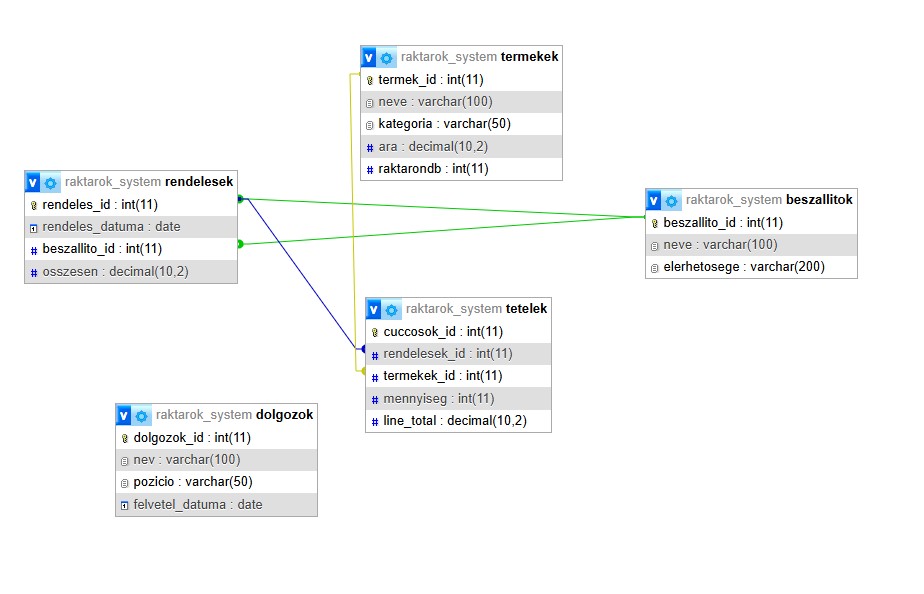 raktarok_system termekek
termek_id : int(11)
neve : varchar(100)
kategoria : varchar(50)
ara : decimal(10,2)
raktarondb : int(11)
raktarok_system rendelesek
rendeles_id : int(11)
rendeles_datuma : date
beszallito_id : int(11)
osszesen : decimal(10,2)
raktarok_system beszallitok
beszallito_id : int(11)
neve : varchar(100)
elerhetosege : varchar(200)
raktarok_system tetelek
cuccosok_id : int(11)
rendelesek_id : int(11)
termekek_id : int(11)
mennyiseg : int(11)
line_total : decimal(10,2)
raktarok_system dolgozok
dolgozok_id : int(11)
nev : varchar(100)
pozicio : varchar(50)
felvetel_datuma : date